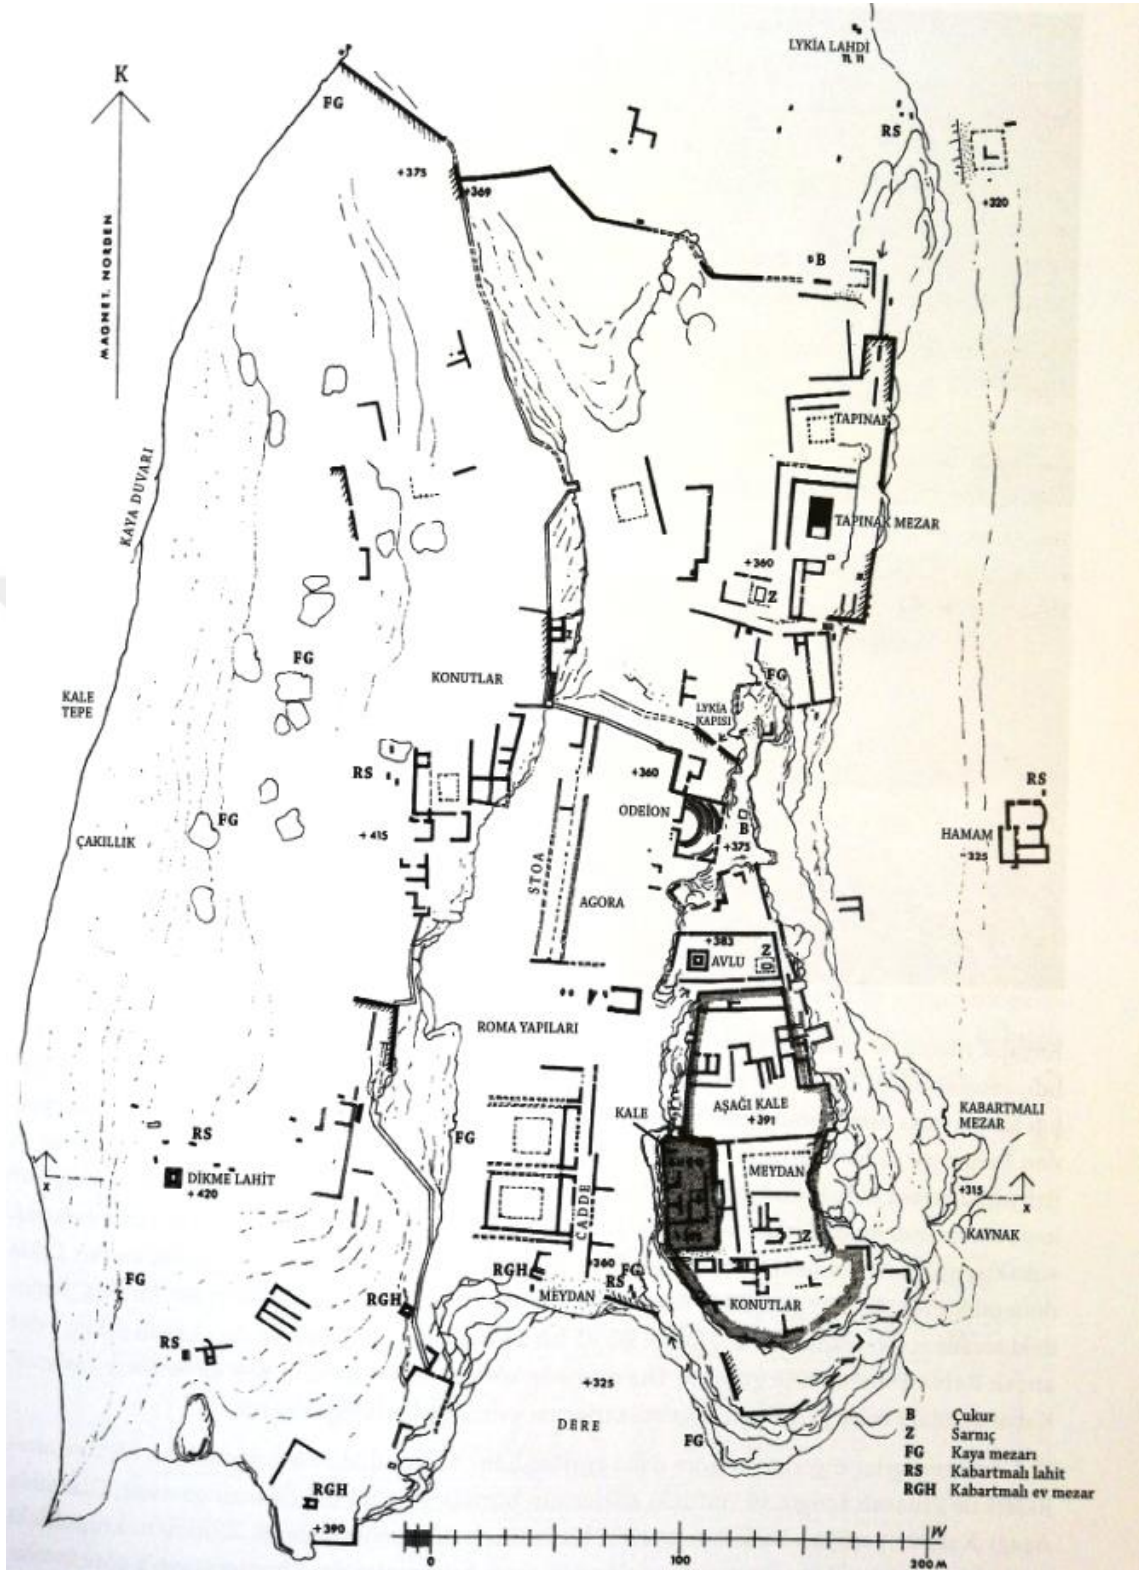 LYKİA LAHDİ
K
FG
RS
+375
+369
+320
MAGNET. NORDEN
B
TAPINAK
KAYA DUVARI
TAPINAK MEZAR
+360
Z
Z
FG
KONUTLAR
FG
KALE
TEPE
LYKİA
KAPISI
RS
+360
RS
FG
ODEİON
B
ÇAKILLIK
+415
+375
HAMAM
-325
STOA
AGORA
+383
AVLU
Z
ROMA YAPILARI
KALE
AŞAĞI KALE
+391
KABARTMALI
MEZAR
RS
FG
MEYDAN
DİKME LAHİT
+420
+315
x
x
CADDE
Z
KAYNAK
FG
RGH
+360
FG
RS
RGH
MEYDAN
KONUTLAR
RS
+325
DERE
FG
B Çukur
Z Sarnıç
FG Kaya mezarı
RS Kabartmalı lahit
RGH Kabartmalı ev mezar
RGH
+390
W
0 100 200 M